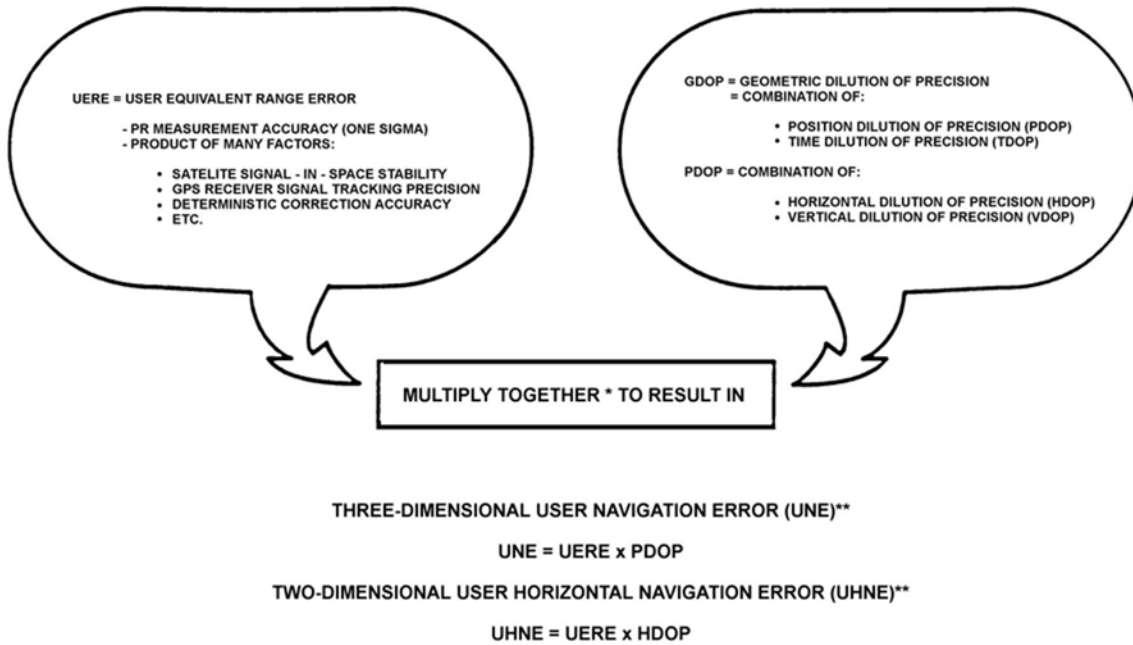 UERE = USER EQUIVALENT RANGE ERROR
- PR MEASUREMENT ACCURACY (ONE SIGMA)
- PRODUCT OF MANY FACTORS:
• SATELITE SIGNAL - IN - SPACE STABILITY
• GPS RECEIVER SIGNAL TRACKING PRECISION
• DETERMINISTIC CORRECTION ACCURACY
• ETC.
GDOP = GEOMETRIC DILUTION OF PRECISION
= COMBINATION OF:
• POSITION DILUTION OF PRECISION (PDOP)
• TIME DILUTION OF PRECISION (TDOP)
PDOP = COMBINATION OF:
• HORIZONTAL DILUTION OF PRECISION (HDOP)
• VERTICAL DILUTION OF PRECISION (VDOP)
MULTIPLY TOGETHER * TO RESULT IN
THREE-DIMENSIONAL USER NAVIGATION ERROR (UNE)**
UNE = UERE x PDOP
TWO-DIMENSIONAL USER HORIZONTAL NAVIGATION ERROR (UHNE)**
UHNE = UERE x HDOP